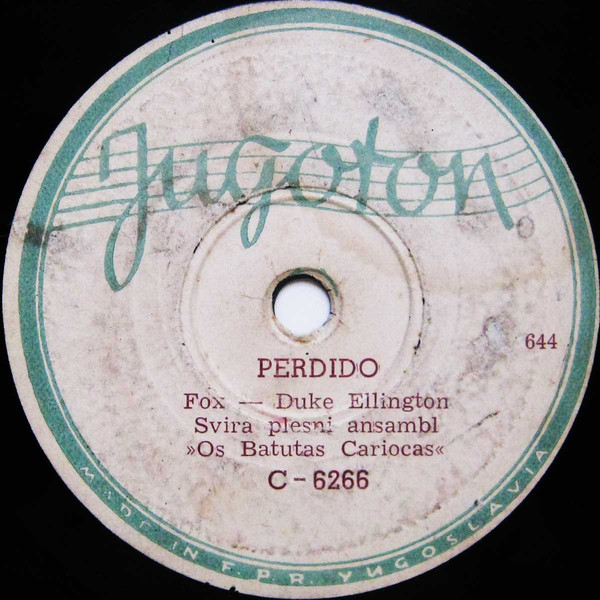 Jugoton
644
PERDIDO
Fox — Duke Ellington
Svira plesni ansambl
»Os Batutas Cariocas«
C-6266
MADE IN F.P.R. YUGOSLAVIA